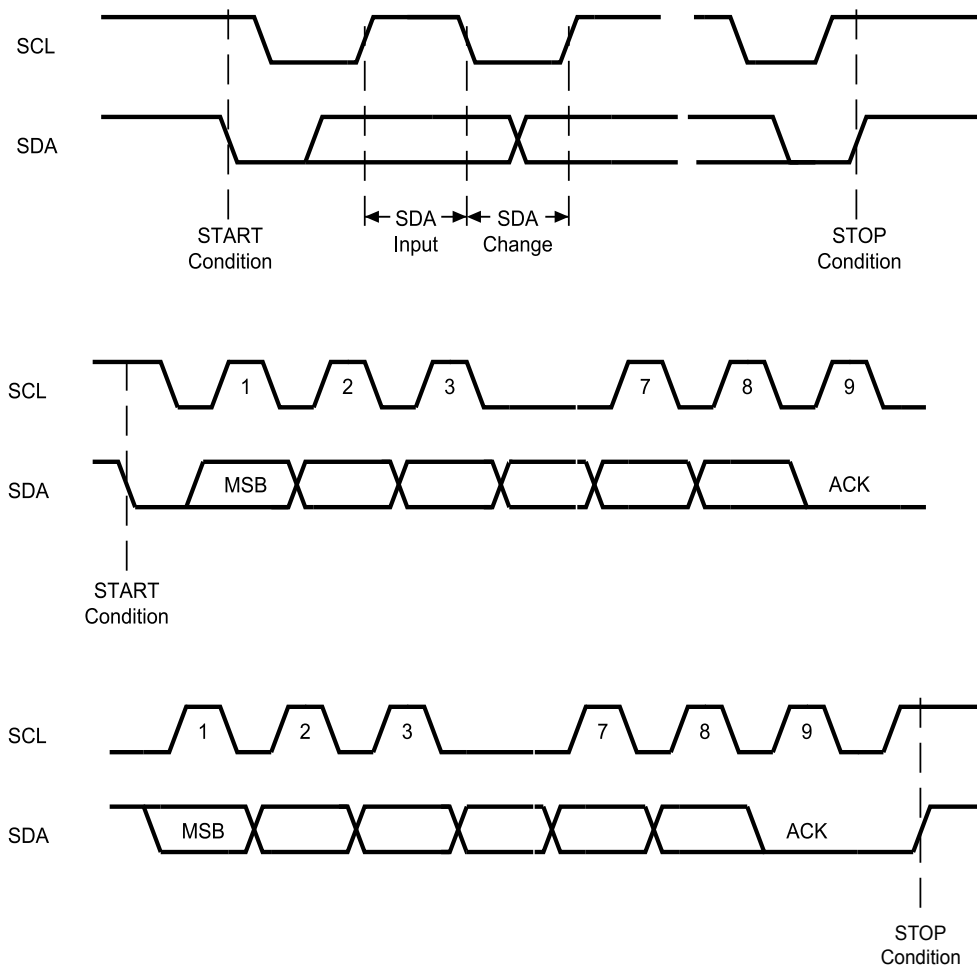 SCL
SDA
SDA
Input
SDA
Change
START
Condition
STOP
Condition
SCL
1 2 3 7 8 9
SDA
MSB ACK
START
Condition
SCL
1 2 3 7 8 9
SDA
MSB ACK
STOP
Condition